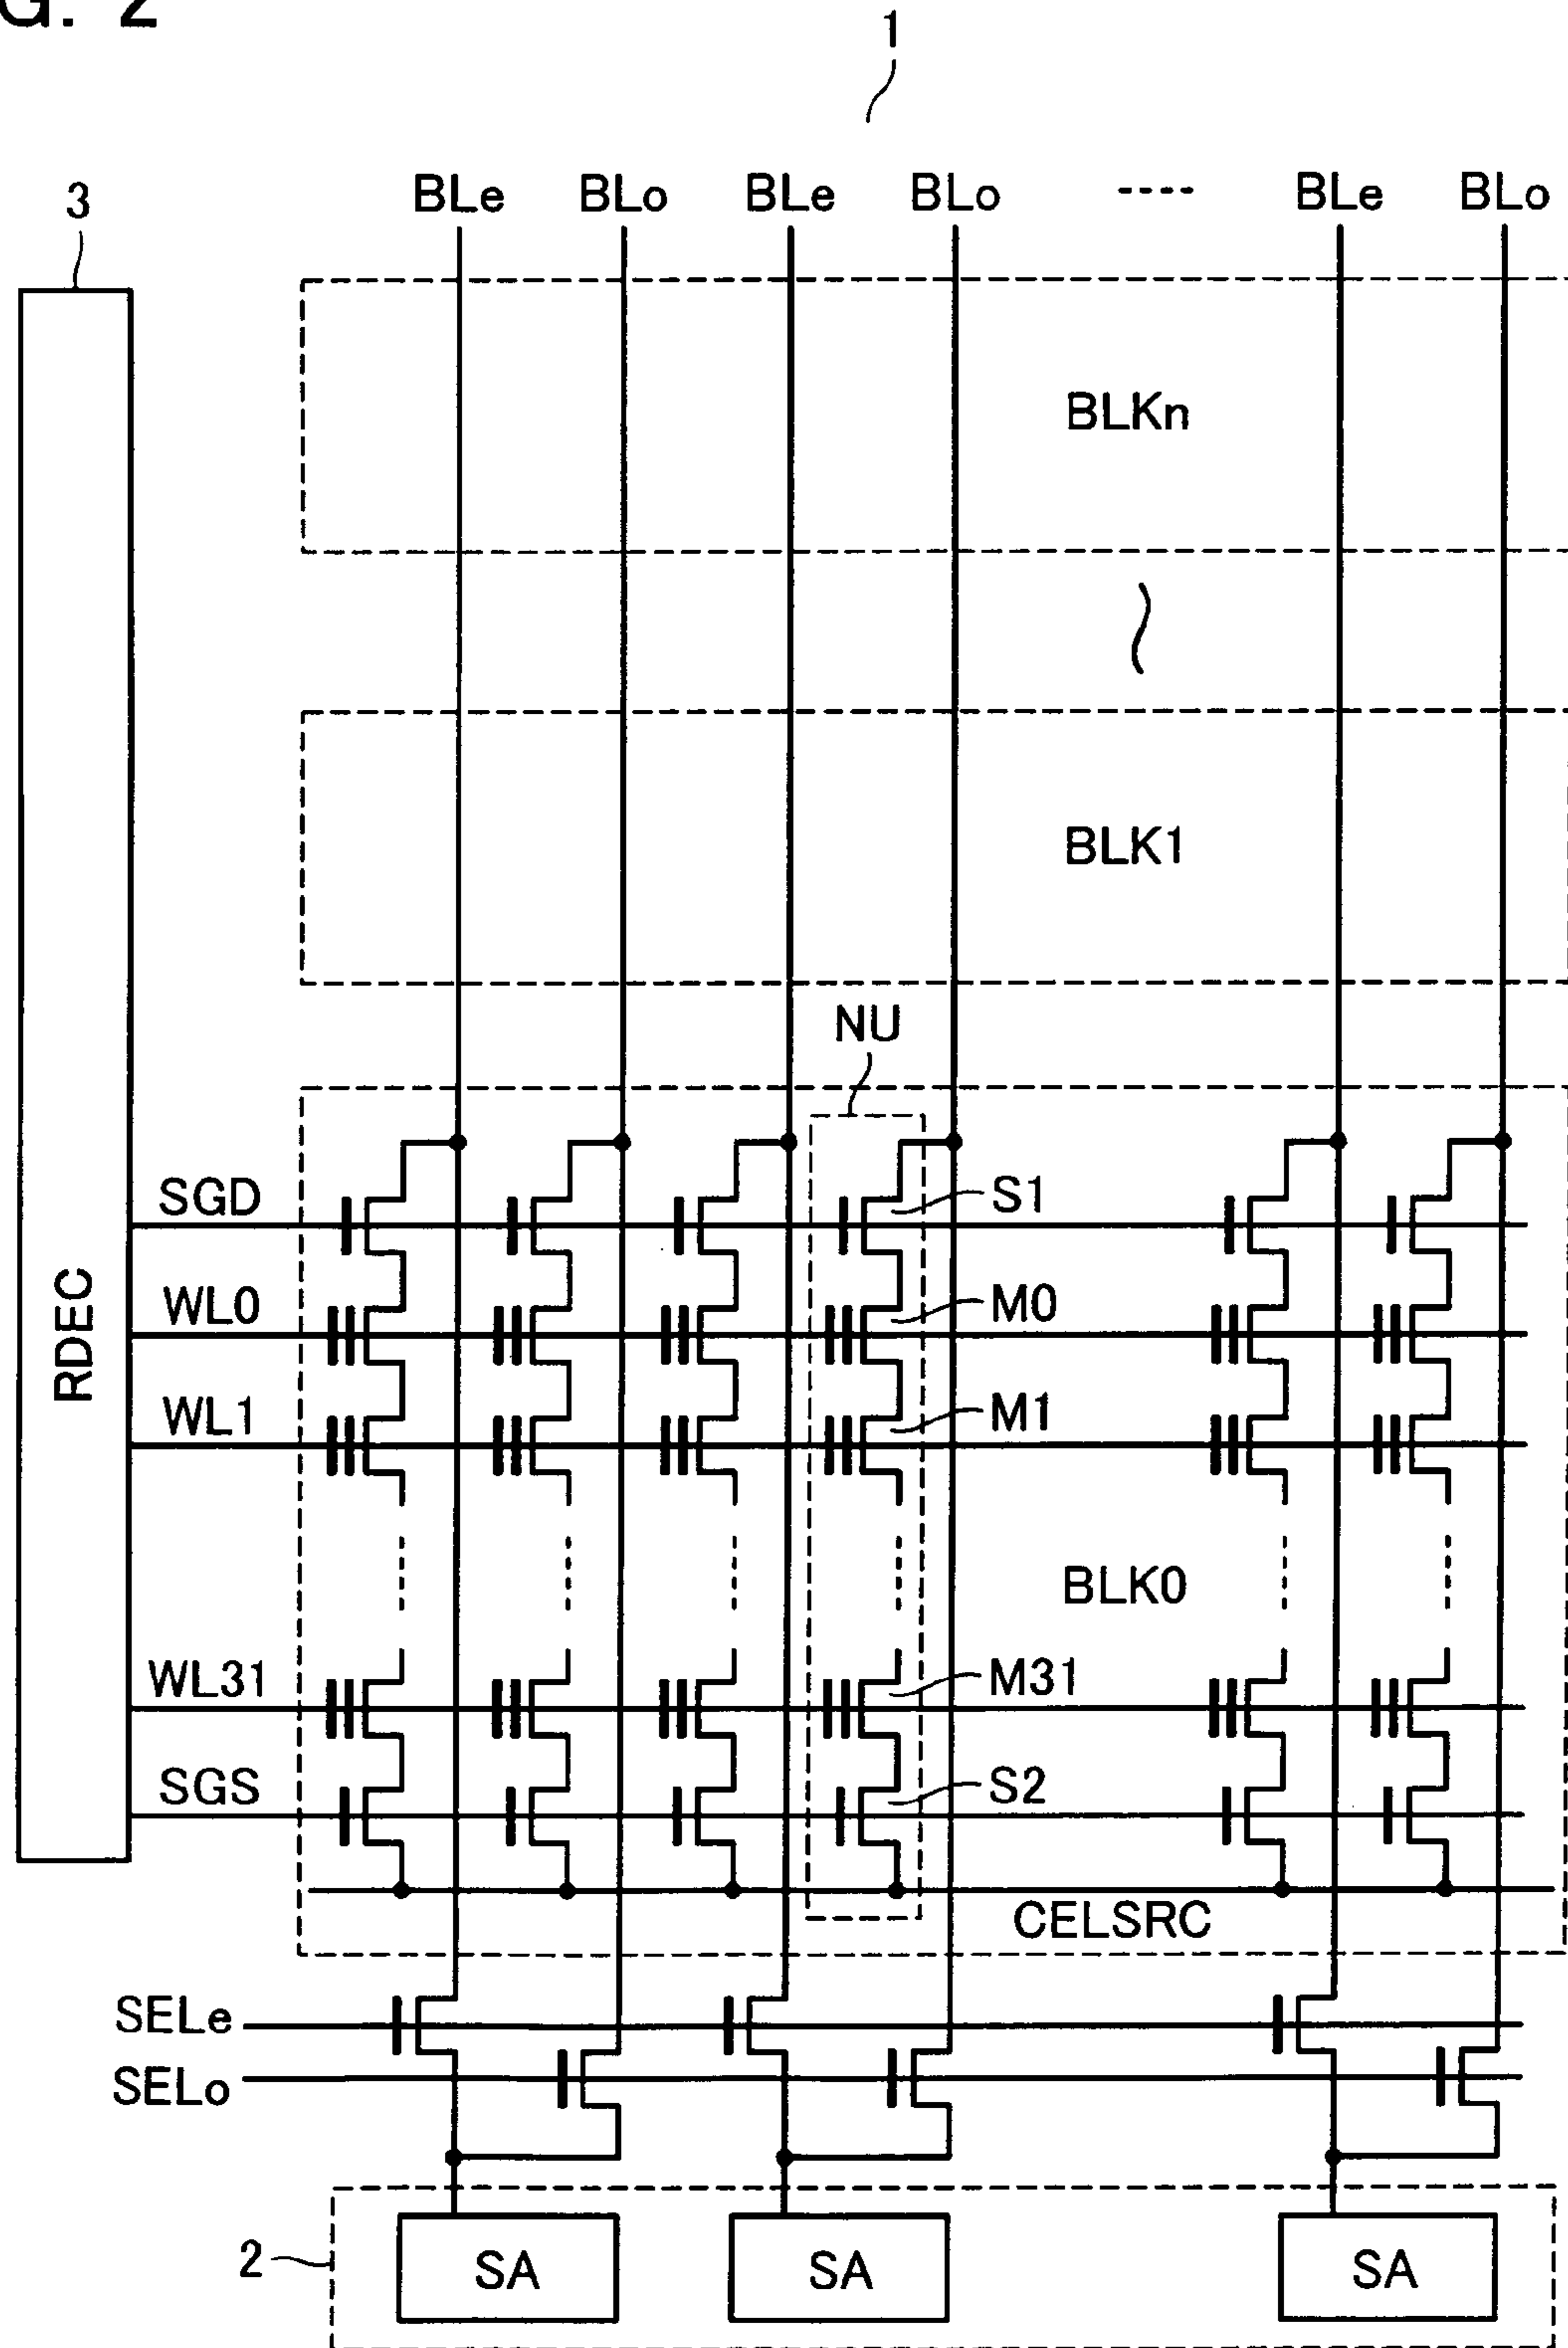 G. 2
1
3
BLe BLo BLe BLo ---- BLe BLo
BLKn
BLK1
NU
SGD
S1
WL0
M0
RDEC
WL1
M1
BLK0
WL31
M31
SGS
S2
CELSRC
SELe
SELo
2
SA SA SA